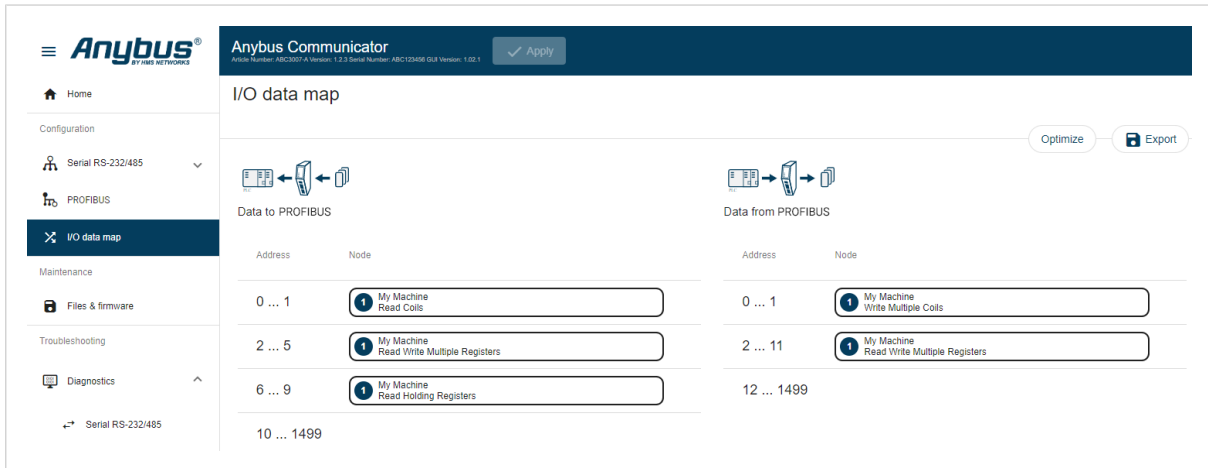 Anybus®
BY HMS NETWORKS
Anybus Communicator
Article Number: ABC3007-A Version: 1.2.3 Serial Number: ABC123456 GUI Version: 1.02.1
Apply
Home
Configuration
Serial RS-232/485
PROFIBUS
I/O data map
Maintenance
Files & firmware
Troubleshooting
Diagnostics
Serial RS-232/485
I/O data map
Optimize
Export
Data to PROFIBUS
Address Node
0 ... 1 1 My Machine
Read Coils
2 ... 5 1 My Machine
Read Write Multiple Registers
6 ... 9 1 My Machine
Read Holding Registers
10 ... 1499
Data from PROFIBUS
Address Node
0 ... 1 1 My Machine
Write Multiple Coils
2 ... 11 1 My Machine
Read Write Multiple Registers
12 ... 1499